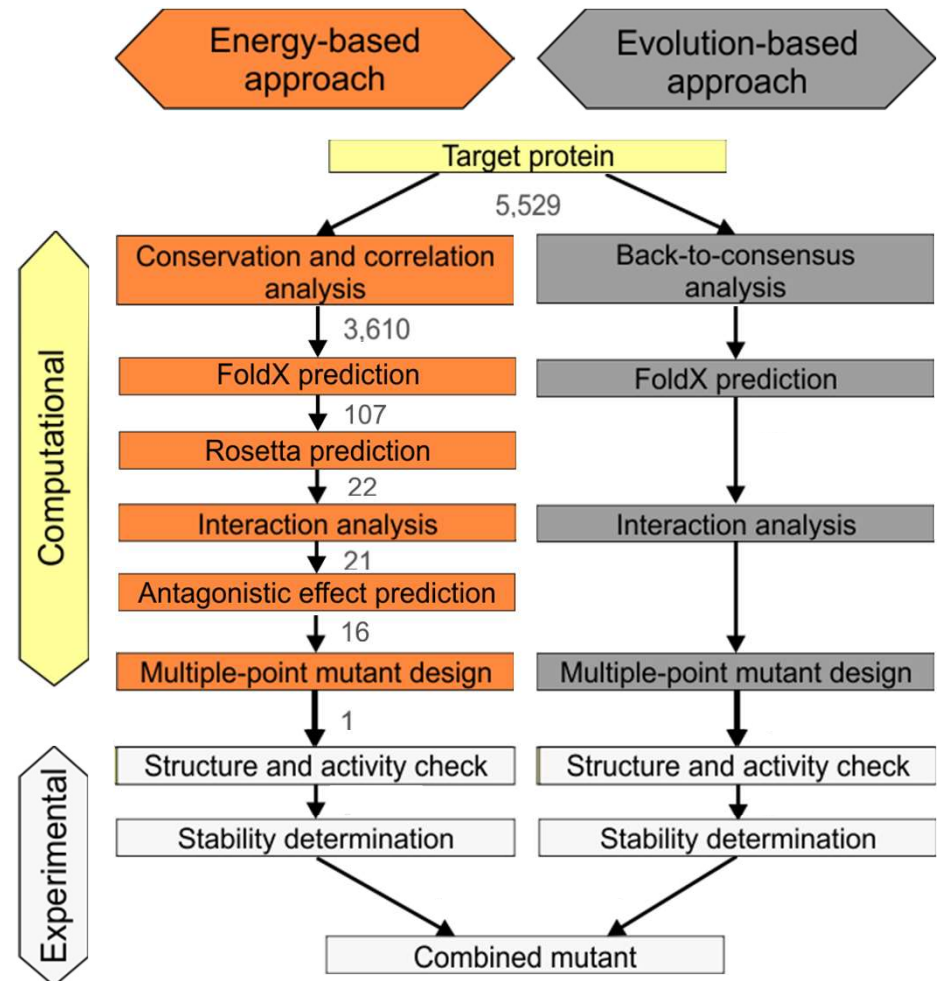 Energy-based
approach
Evolution-based
approach
Target protein
5,529
Computational
Conservation and correlation
analysis
Back-to-consensus
analysis
3,610
FoldX prediction
FoldX prediction
107
Rosetta prediction
22
Interaction analysis
Interaction analysis
21
Antagonistic effect prediction
16
Multiple-point mutant design
Multiple-point mutant design
1
Experimental
Structure and activity check
Structure and activity check
Stability determination
Stability determination
Combined mutant